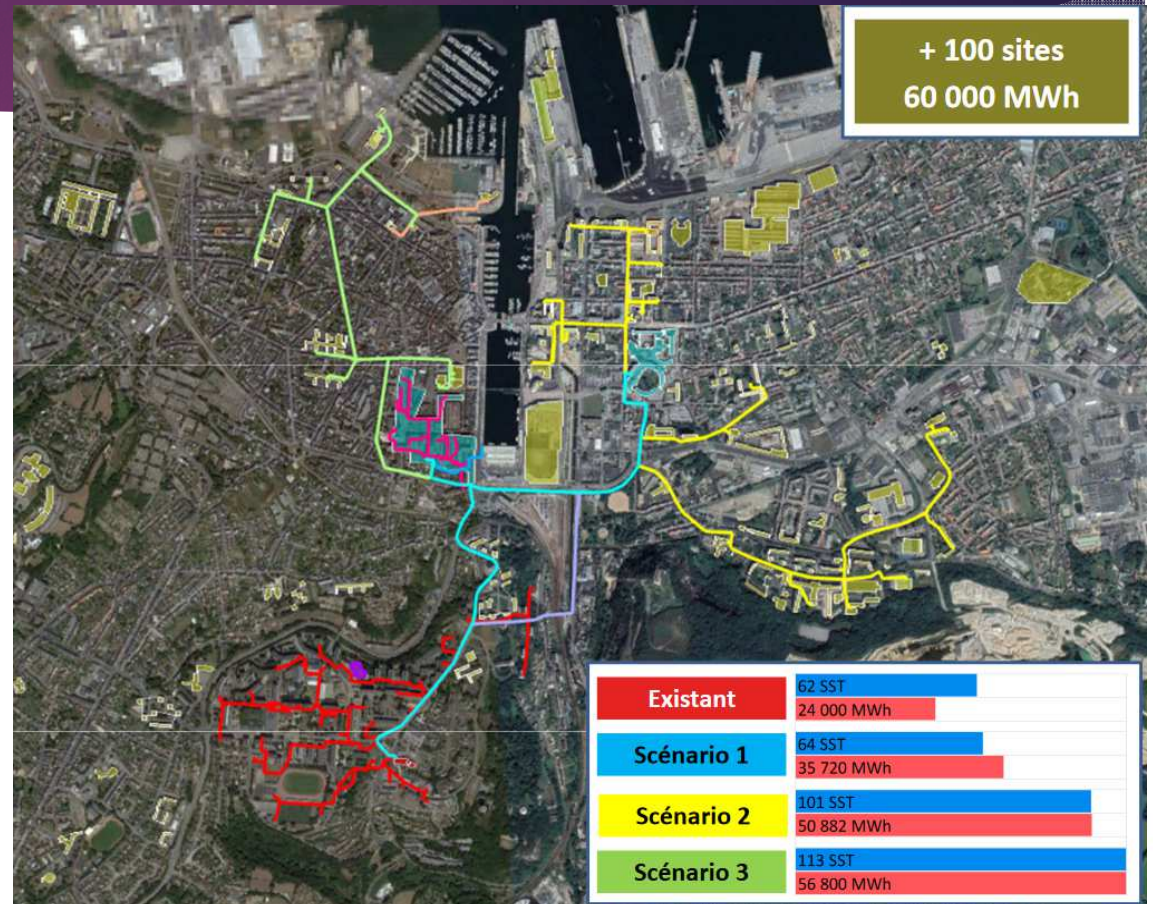 + 100 sites
60 000 MWh
Existant
62 SST
24 000 MWh
Scénario 1
64 SST
35 720 MWh
Scénario 2
101 SST
50 882 MWh
Scénario 3
113 SST
56 800 MWh